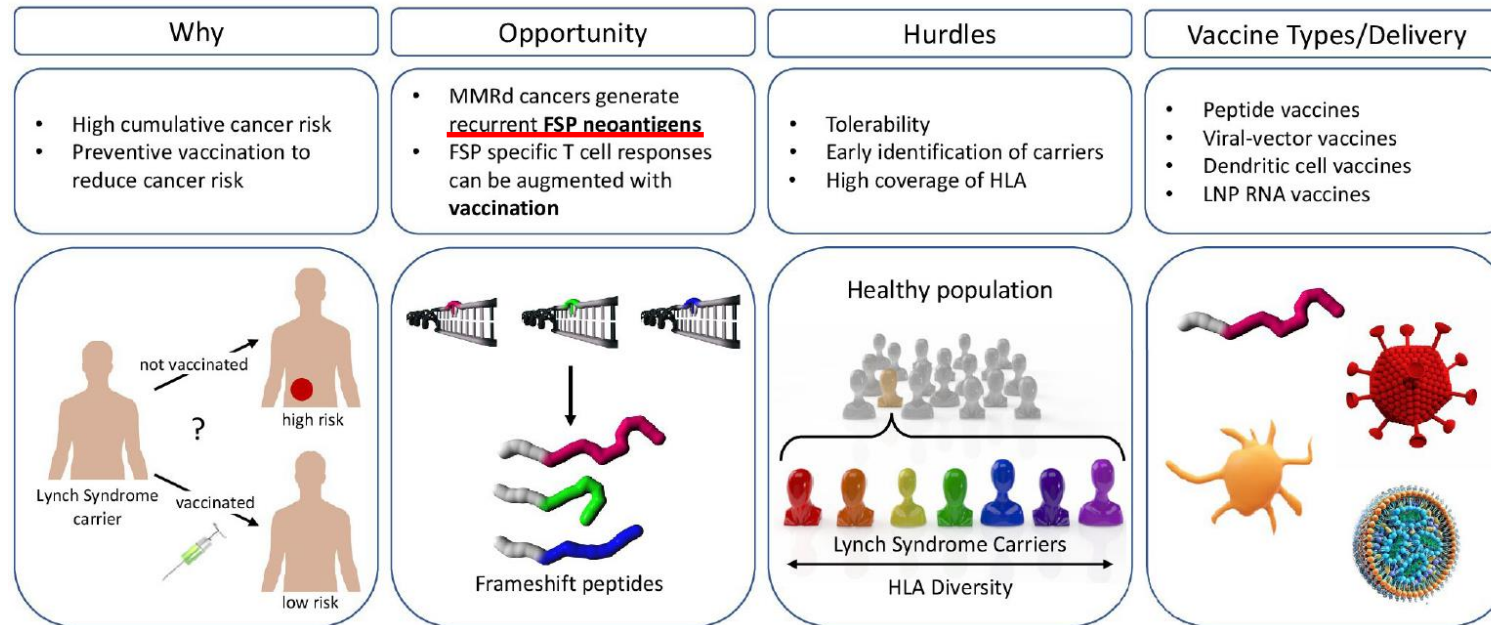 Why
• High cumulative cancer risk
• Preventive vaccination to
reduce cancer risk
not vaccinated
high risk
?
Lynch Syndrome
carrier
vaccinated
low risk
Opportunity
• MMRd cancers generate
recurrent FSP neoantigens
• FSP specific T cell responses
can be augmented with
vaccination
Frameshift peptides
Hurdles
• Tolerability
• Early identification of carriers
• High coverage of HLA
Healthy population
Lynch Syndrome Carriers
HLA Diversity
Vaccine Types/Delivery
• Peptide vaccines
• Viral-vector vaccines
• Dendritic cell vaccines
• LNP RNA vaccines